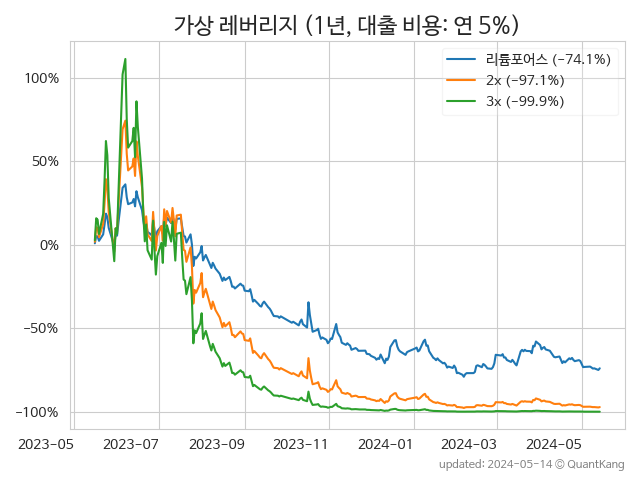 가상 레버리지 (1년, 대출 비용: 연 5%)
리튬포어스 (−74.1%)
2x (−97.1%)
3x (−99.9%)
100%
50%
0%
−50%
−100%
2023-05 2023-07 2023-09 2023-11 2024-01 2024-03 2024-05
updated: 2024-05-14 © QuantKang